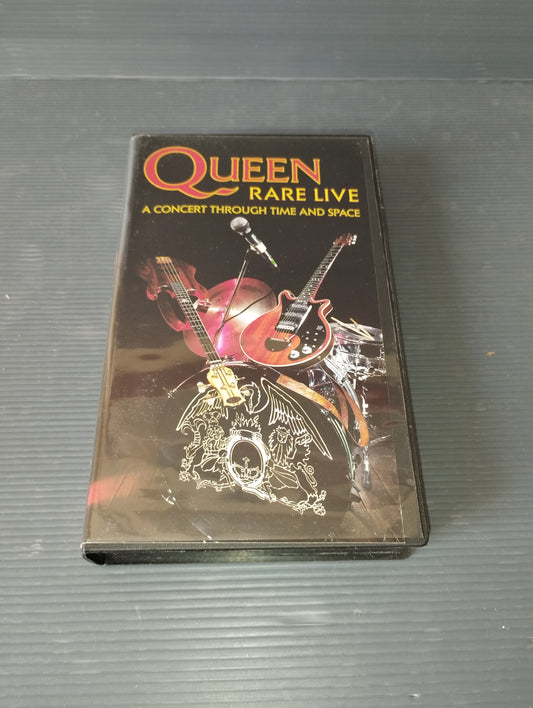 QUEEN
RARE LIVE
A CONCERT THROUGH TIME AND SPACE